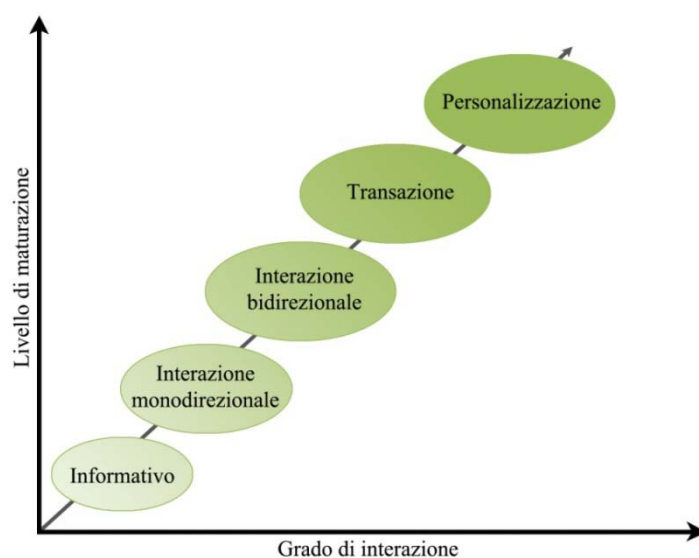 Personalizzazione
Transazione
Interazione
bidirezionale
Interazione
monodirezionale
Informativo
Livello di maturazione
Grado di interazione